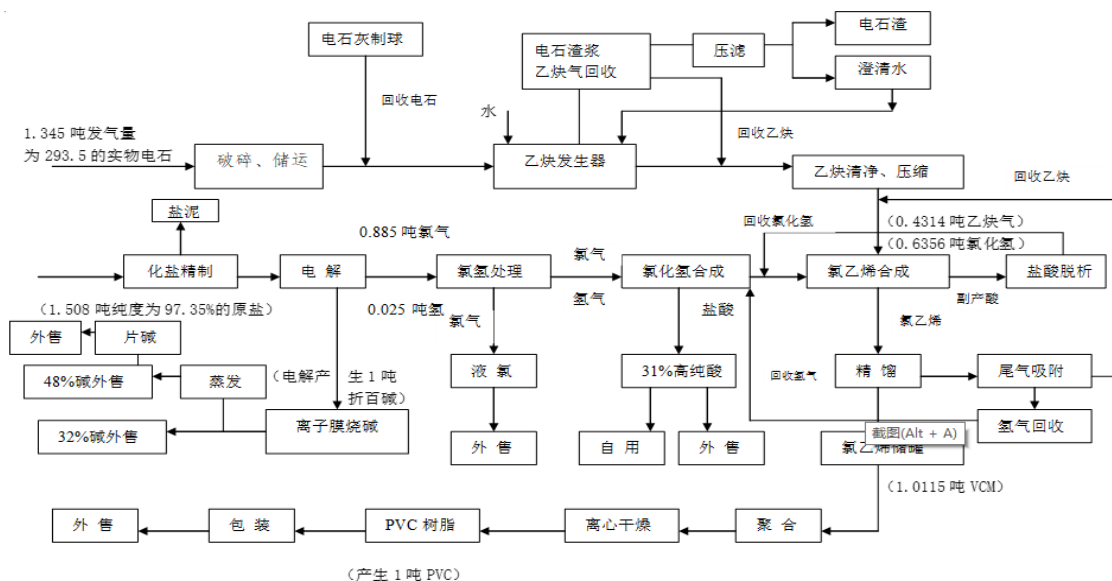 电石灰制球
电石渣浆
乙炔气回收
压滤
电石渣
澄清水
回收电石
水
回收乙炔
1.345 吨发气量
为 293.5 的实物电石
破碎、储运
乙炔发生器
乙炔清净、压缩
回收乙炔
盐泥
0.885 吨氯气
回收氯化氢
(0.4314 吨乙炔气)
(0.6356 吨氯化氢)
化盐精制
电 解
氯氢处理
氯气
氢气
氯化氢合成
氯乙烯合成
盐酸脱析
(1.508 吨纯度为 97.35%的原盐)
0.025 吨氢
氯气
盐酸
氯乙烯
副产酸
外售
片碱
48%碱外售
蒸发
(电解产
生 1 吨
折百碱)
液 氯
31%高纯酸
回收氢气
精 馏
尾气吸附
32%碱外售
离子膜烧碱
外 售
自 用
外 售
截图(Alt + A)
氯乙烯储罐
氢气回收
(1.0115 吨 VCM)
外 售
包 装
PVC 树脂
离心干燥
聚 合
(产生 1 吨 PVC)